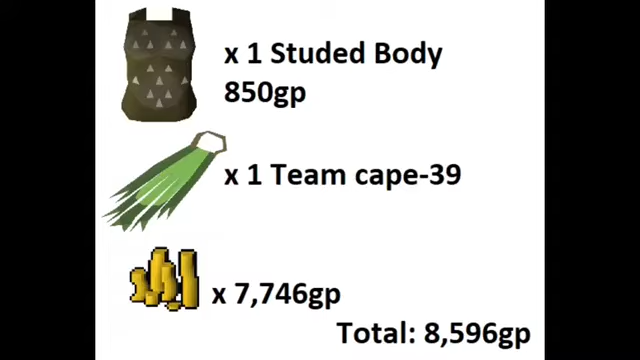 x 1 Studed Body
850gp
x 1 Team cape-39
x 7,746gp
Total: 8,596gp